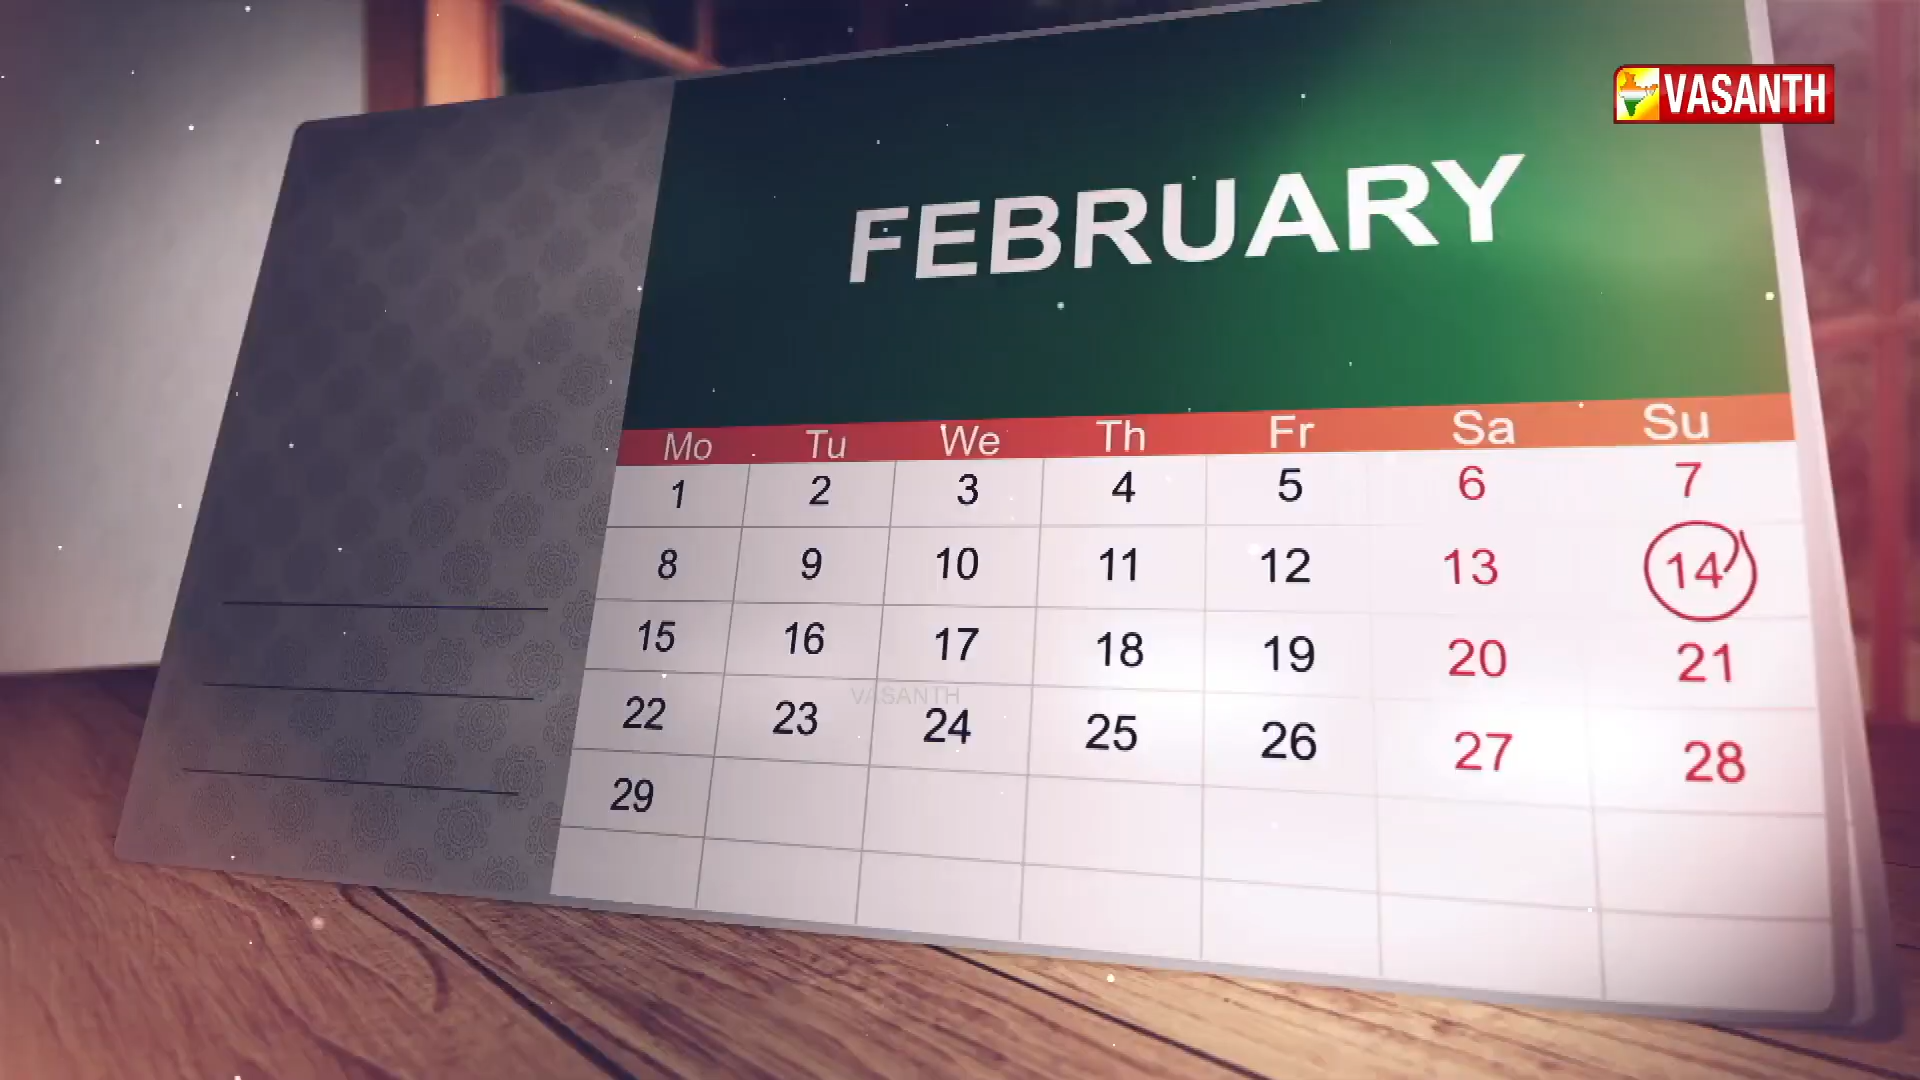 VASANTH
FEBRUARY
Mo Tu We Th Fr Sa Su
1 2 3 4 5 6 7
8 9 10 11 12 13 14
15 16 17 18 19 20 21
22 23 24 25 26 27 28
VASANTH
29